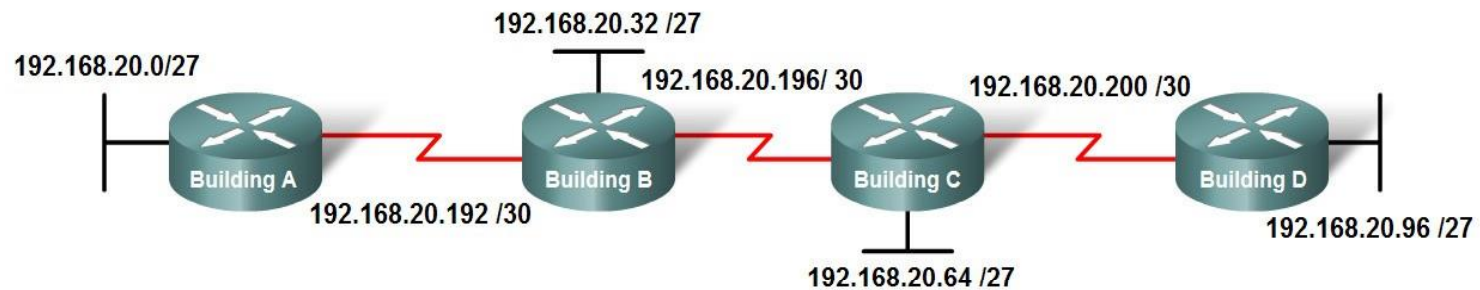 192.168.20.32 /27
192.168.20.0/27
192.168.20.196/ 30
192.168.20.200 /30
Building A
Building B
Building C
Building D
192.168.20.192 /30
192.168.20.96 /27
192.168.20.64 /27